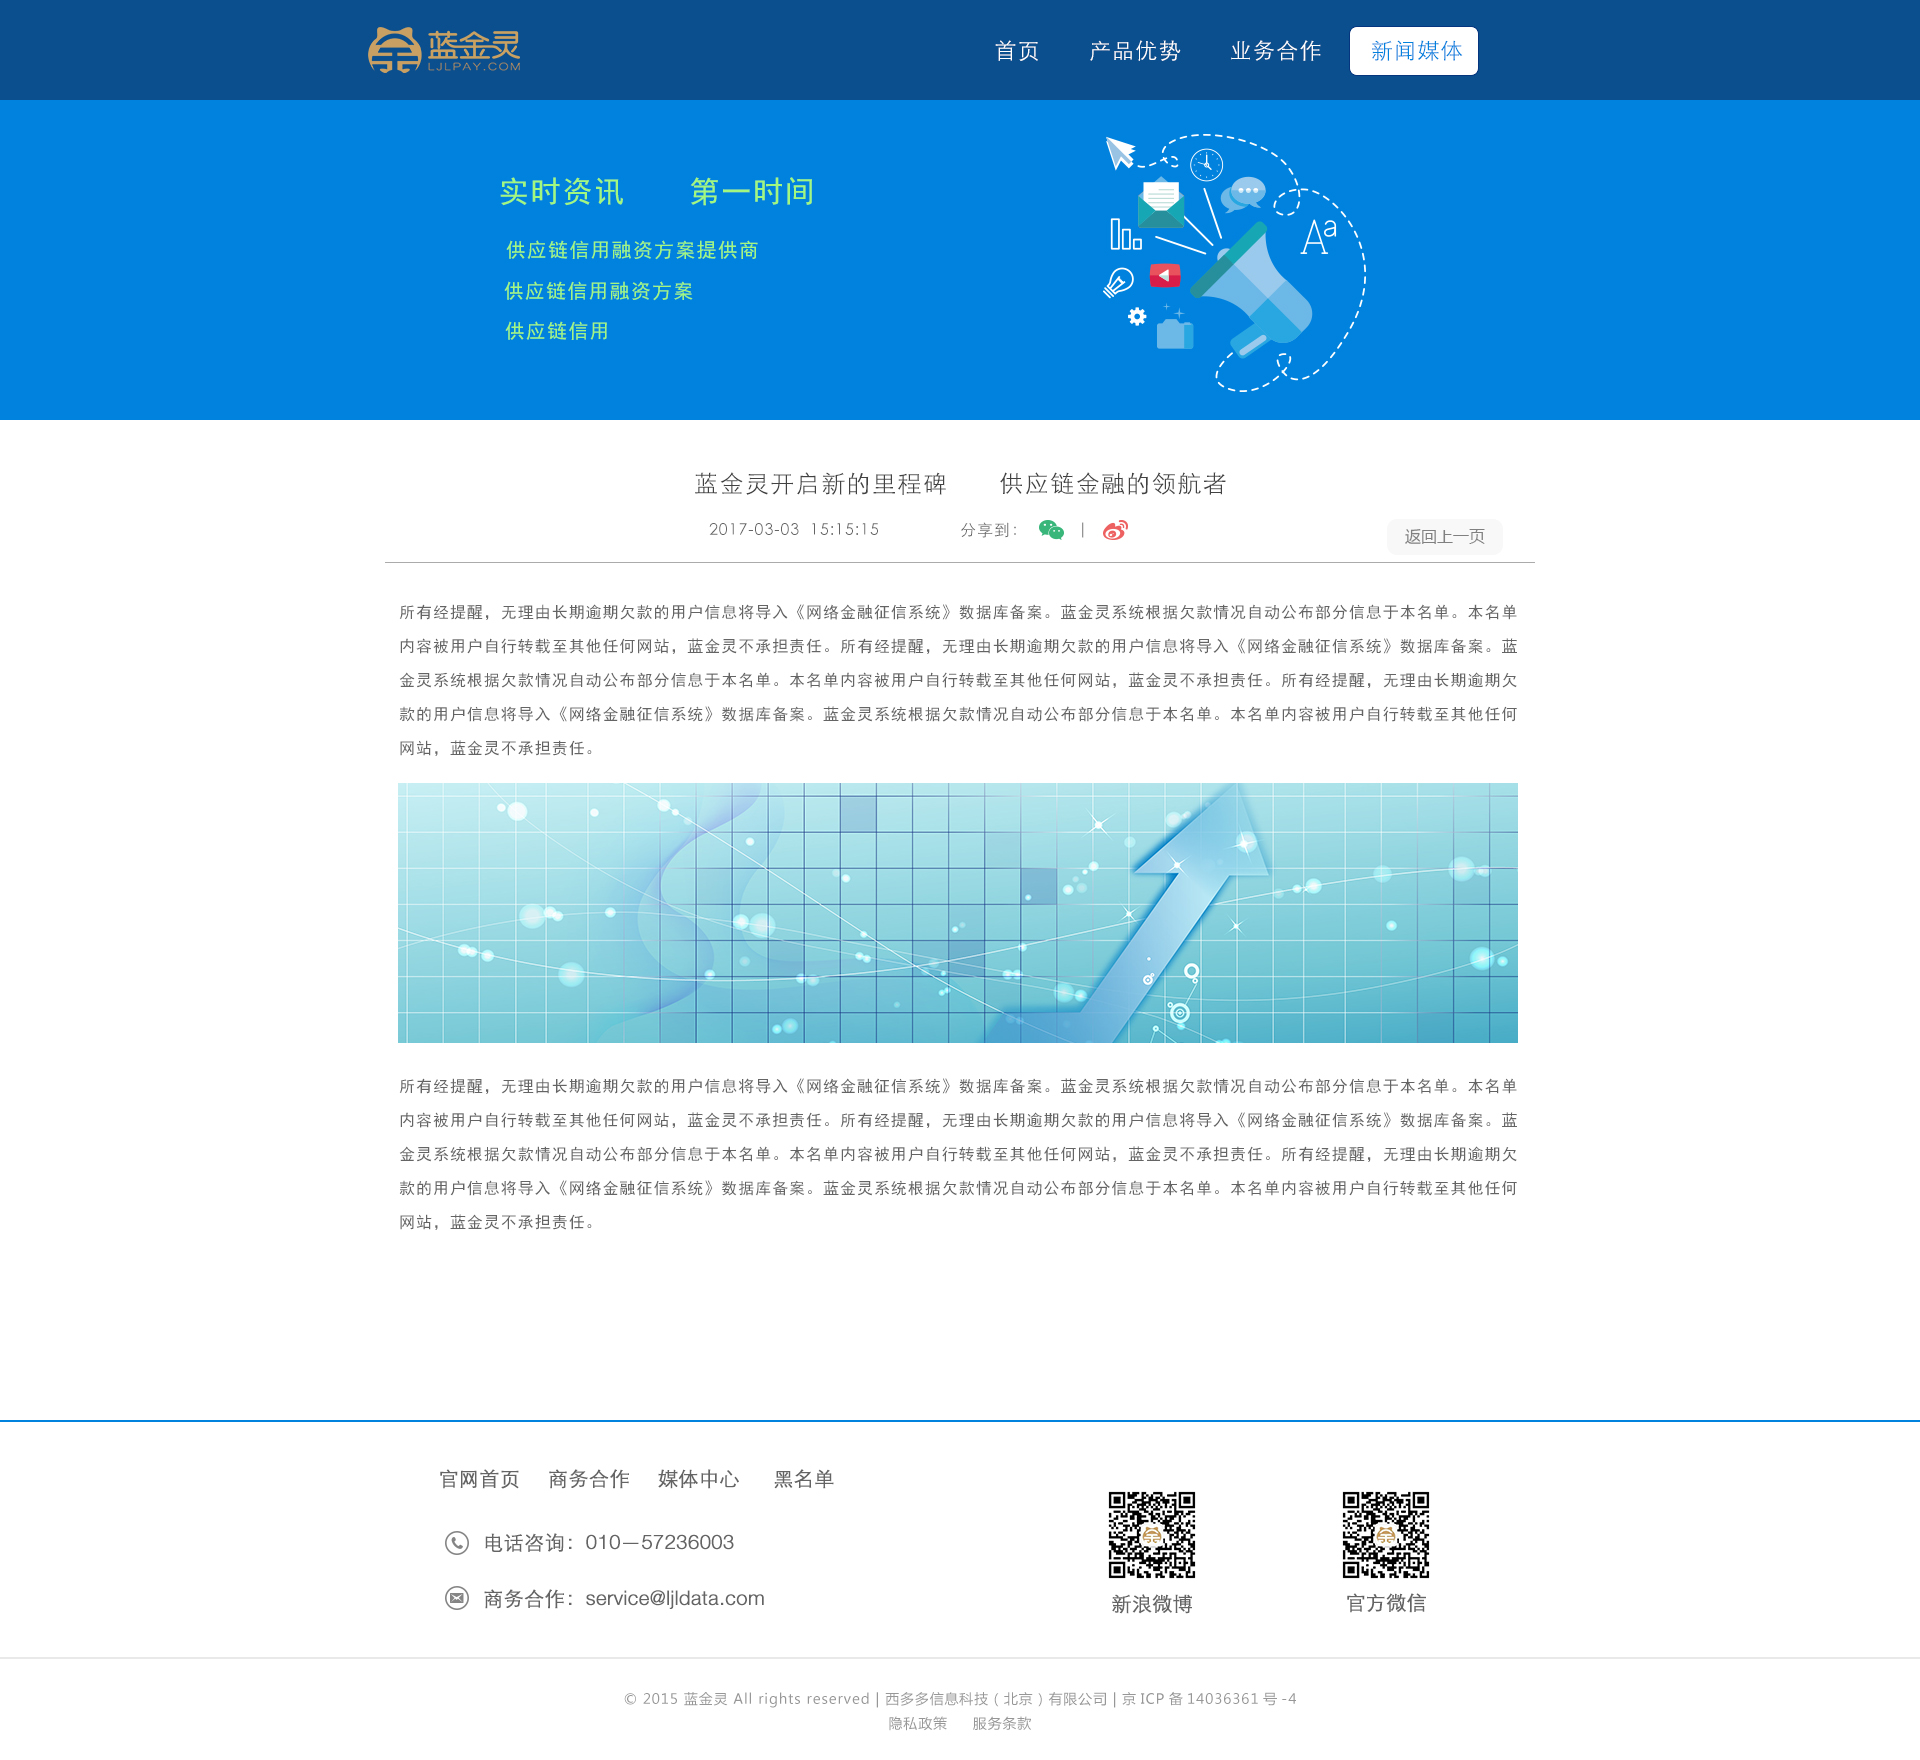 蓝金灵
LJLPAY.COM
首页 产品优势 业务合作 新闻媒体
实时资讯 第一时间
供应链信用融资方案提供商
供应链信用融资方案
供应链信用
Aa
蓝金灵开启新的里程碑 供应链金融的领航者
2017-03-03 15:15:15 分享到： |
返回上一页
所有经提醒，无理由长期逾期欠款的用户信息将导入《网络金融征信系统》数据库备案。蓝金灵系统根据欠款情况自动公布部分信息于本名单。本名单
内容被用户自行转载至其他任何网站，蓝金灵不承担责任。所有经提醒，无理由长期逾期欠款的用户信息将导入《网络金融征信系统》数据库备案。蓝
金灵系统根据欠款情况自动公布部分信息于本名单。本名单内容被用户自行转载至其他任何网站，蓝金灵不承担责任。所有经提醒，无理由长期逾期欠
款的用户信息将导入《网络金融征信系统》数据库备案。蓝金灵系统根据欠款情况自动公布部分信息于本名单。本名单内容被用户自行转载至其他任何
网站，蓝金灵不承担责任。
所有经提醒，无理由长期逾期欠款的用户信息将导入《网络金融征信系统》数据库备案。蓝金灵系统根据欠款情况自动公布部分信息于本名单。本名单
内容被用户自行转载至其他任何网站，蓝金灵不承担责任。所有经提醒，无理由长期逾期欠款的用户信息将导入《网络金融征信系统》数据库备案。蓝
金灵系统根据欠款情况自动公布部分信息于本名单。本名单内容被用户自行转载至其他任何网站，蓝金灵不承担责任。所有经提醒，无理由长期逾期欠
款的用户信息将导入《网络金融征信系统》数据库备案。蓝金灵系统根据欠款情况自动公布部分信息于本名单。本名单内容被用户自行转载至其他任何
网站，蓝金灵不承担责任。
官网首页 商务合作 媒体中心 黑名单
电话咨询：010—57236003
商务合作：service@ljldata.com
新浪微博 官方微信
© 2015 蓝金灵 All rights reserved | 西多多信息科技（北京）有限公司 | 京 ICP 备 14036361 号 -4
隐私政策 服务条款